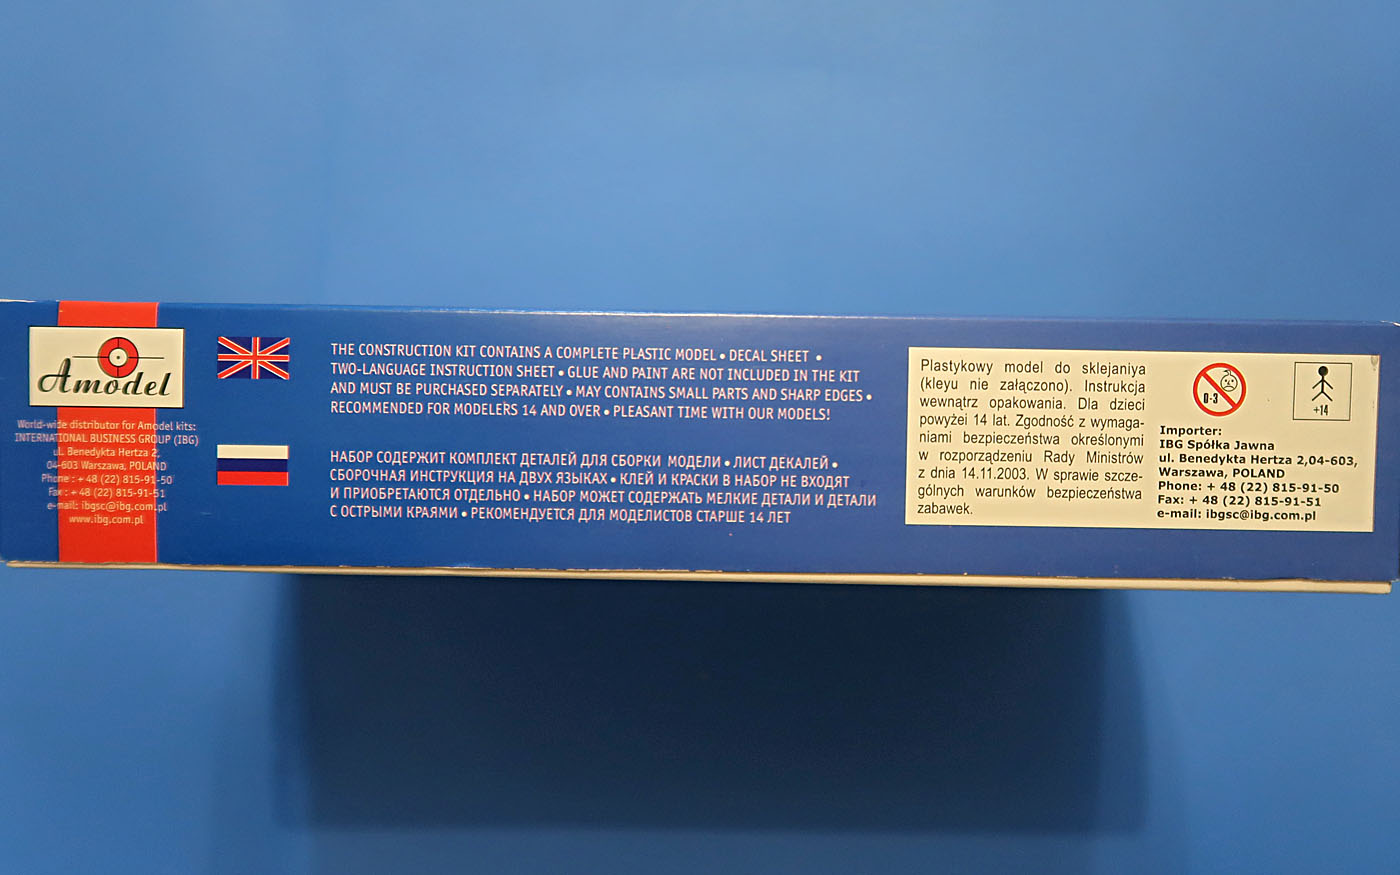 Amodel
World-wide distributor for Amodel kits:
INTERNATIONAL BUSINESS GROUP (IBG)
ul. Benedykta Hertza 2,
04-603 Warszawa, POLAND
Phone : + 48 (22) 815-91-50
Fax : + 48 (22) 815-91-51
e-mail: ibgsc@ibg.com.pl
www.ibg.com.pl
THE CONSTRUCTION KIT CONTAINS A COMPLETE PLASTIC MODEL • DECAL SHEET •
TWO-LANGUAGE INSTRUCTION SHEET • GLUE AND PAINT ARE NOT INCLUDED IN THE KIT
AND MUST BE PURCHASED SEPARATELY • MAY CONTAINS SMALL PARTS AND SHARP EDGES •
RECOMMENDED FOR MODELERS 14 AND OVER • PLEASANT TIME WITH OUR MODELS!
НАБОР СОДЕРЖИТ КОМПЛЕКТ ДЕТАЛЕЙ ДЛЯ СБОРКИ МОДЕЛИ • ЛИСТ ДЕКАЛЕЙ •
СБОРОЧНАЯ ИНСТРУКЦИЯ НА ДВУХ ЯЗЫКАХ • КЛЕЙ И КРАСКИ В НАБОР НЕ ВХОДЯТ
И ПРИОБРЕТАЮТСЯ ОТДЕЛЬНО • НАБОР МОЖЕТ СОДЕРЖАТЬ МЕЛКИЕ ДЕТАЛИ И ДЕТАЛИ
С ОСТРЫМИ КРАЯМИ • РЕКОМЕНДУЕТСЯ ДЛЯ МОДЕЛИСТОВ СТАРШЕ 14 ЛЕТ
Plastykowy model do sklejaniya
(kleyu nie załączono). Instrukcja
wewnątrz opakowania. Dla dzieci
powyżei 14 lat. Zgodność z wymaga-
niami bezpieczeństwa określonymi
w rozporządzeniu Rady Ministrów
z dnia 14.11.2003. W sprawie szcze-
gólnych warunków bezpieczeństwa
zabawek.
0-3
+14
Importer:
IBG Spółka Jawna
ul. Benedykta Hertza 2,04-603,
Warszawa, POLAND
Phone: + 48 (22) 815-91-50
Fax: + 48 (22) 815-91-51
e-mail: ibgsc@ibg.com.pl